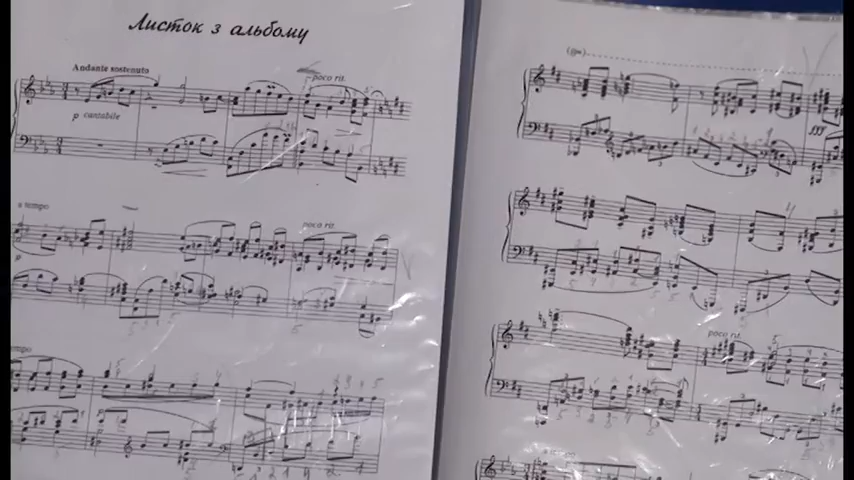 Листок з альбому
Andante sostenuto
poco rit.
p cantabile
a tempo
poco rit.
p
fff
poco rit.
a tempo